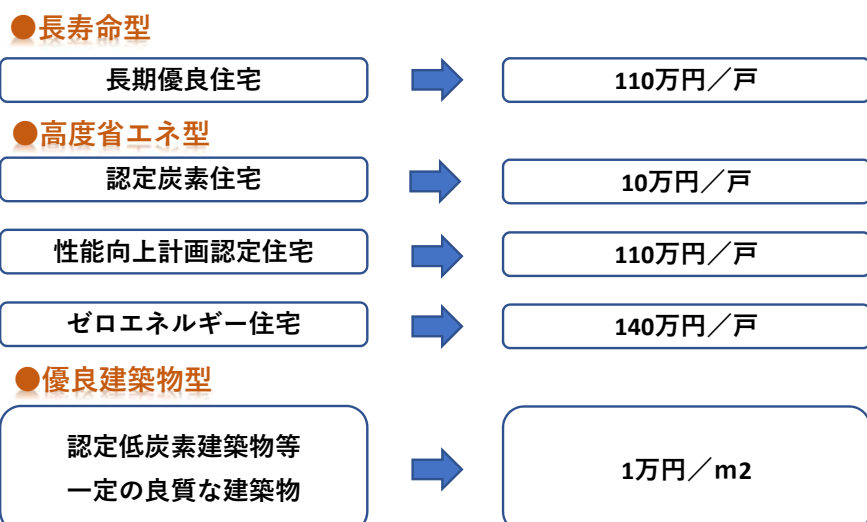 ●長寿命型
長期優良住宅
110万円／戸
●高度省エネ型
認定炭素住宅
10万円／戸
性能向上計画認定住宅
110万円／戸
ゼロエネルギー住宅
140万円／戸
●優良建築物型
認定低炭素建築物等
一定の良質な建築物
1万円／m2